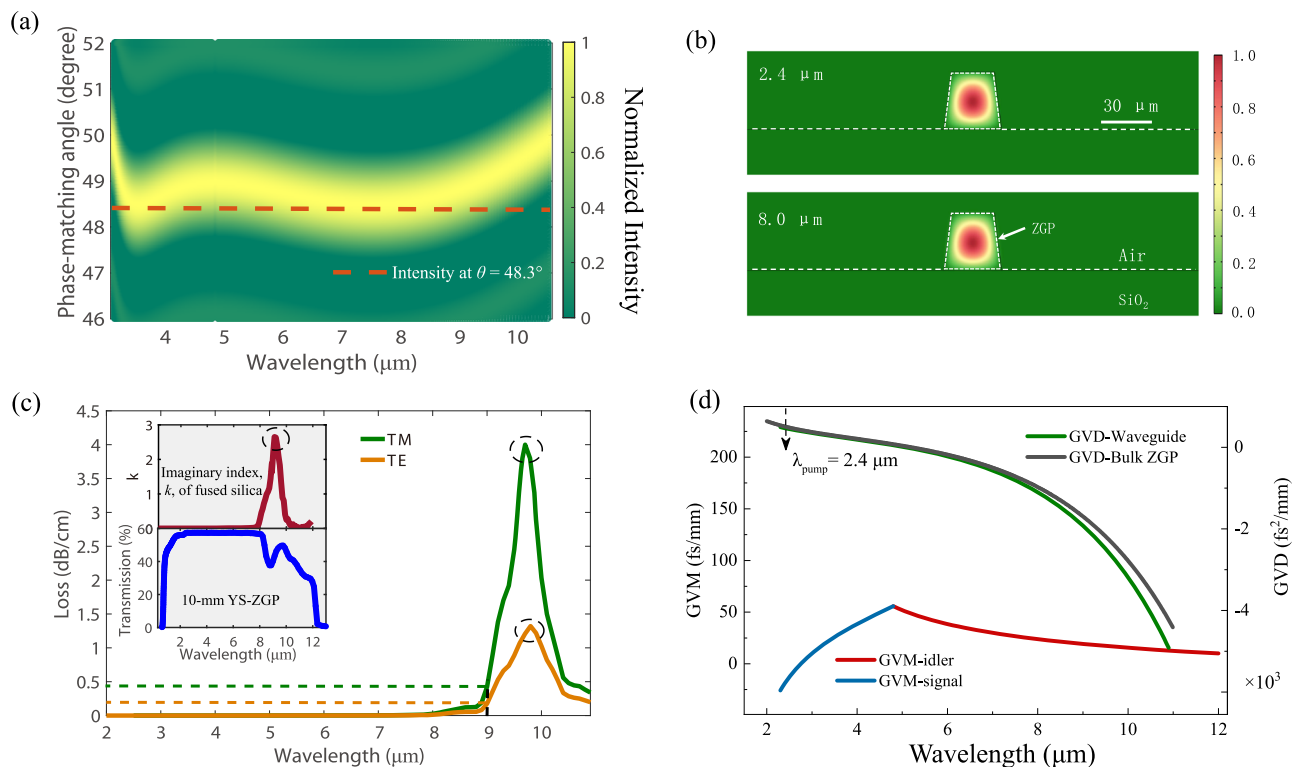 (a)
Phase-matching angle (degree)
52
51
50
49
48
47
46
Intensity at θ = 48.3°
4
5
6
7
8
9
10
Wavelength (μm)
1
0.8
0.6
0.4
0.2
0
Normalized Intensity
(b)
2.4 μm
30 μm
8.0 μm
ZGP
Air
SiO₂
1.0
0.8
0.6
0.4
0.2
0.0
(c)
Loss (dB/cm)
4.5
4
3.5
3
2.5
2
1.5
1
0.5
0
TM
TE
3
2
1
k
Imaginary index,
k, of fused silica
Transmission (%)
60
40
20
0
10-mm YS-ZGP
2
4
6
8
10
12
Wavelength (μm)
2
3
4
5
6
7
8
9
10
Wavelength (μm)
(d)
GVM (fs/mm)
200
150
100
50
0
-50
λpump = 2.4 μm
GVD-Waveguide
GVD-Bulk ZGP
GVM-idler
GVM-signal
0
-2
-4
×10³
GVD (fs²/mm)
2
4
6
8
10
12
Wavelength (μm)